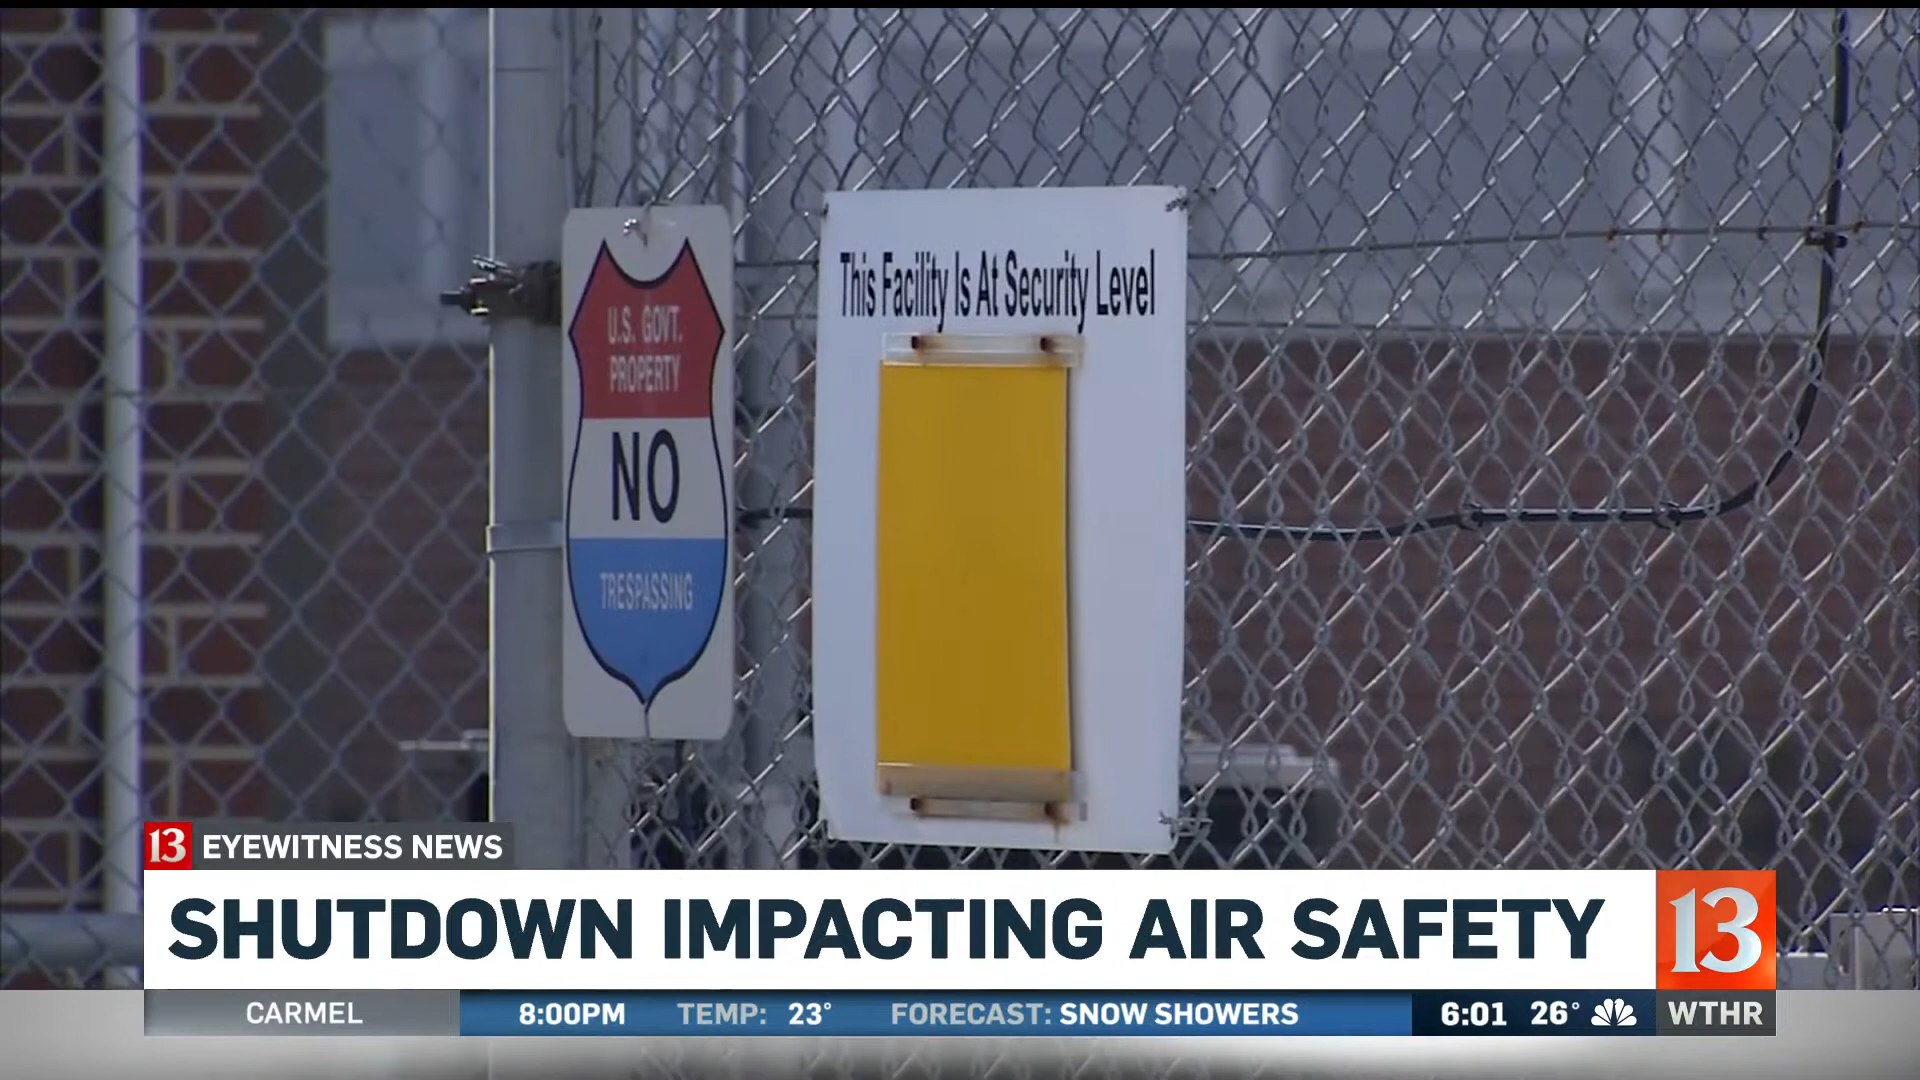 U.S. GOVT.
PROPERTY
NO
TRESPASSING
This Facility Is At Security Level
13 EYEWITNESS NEWS
SHUTDOWN IMPACTING AIR SAFETY
13
CARMEL 8:00PM TEMP: 23° FORECAST: SNOW SHOWERS 6:01 26° WTHR